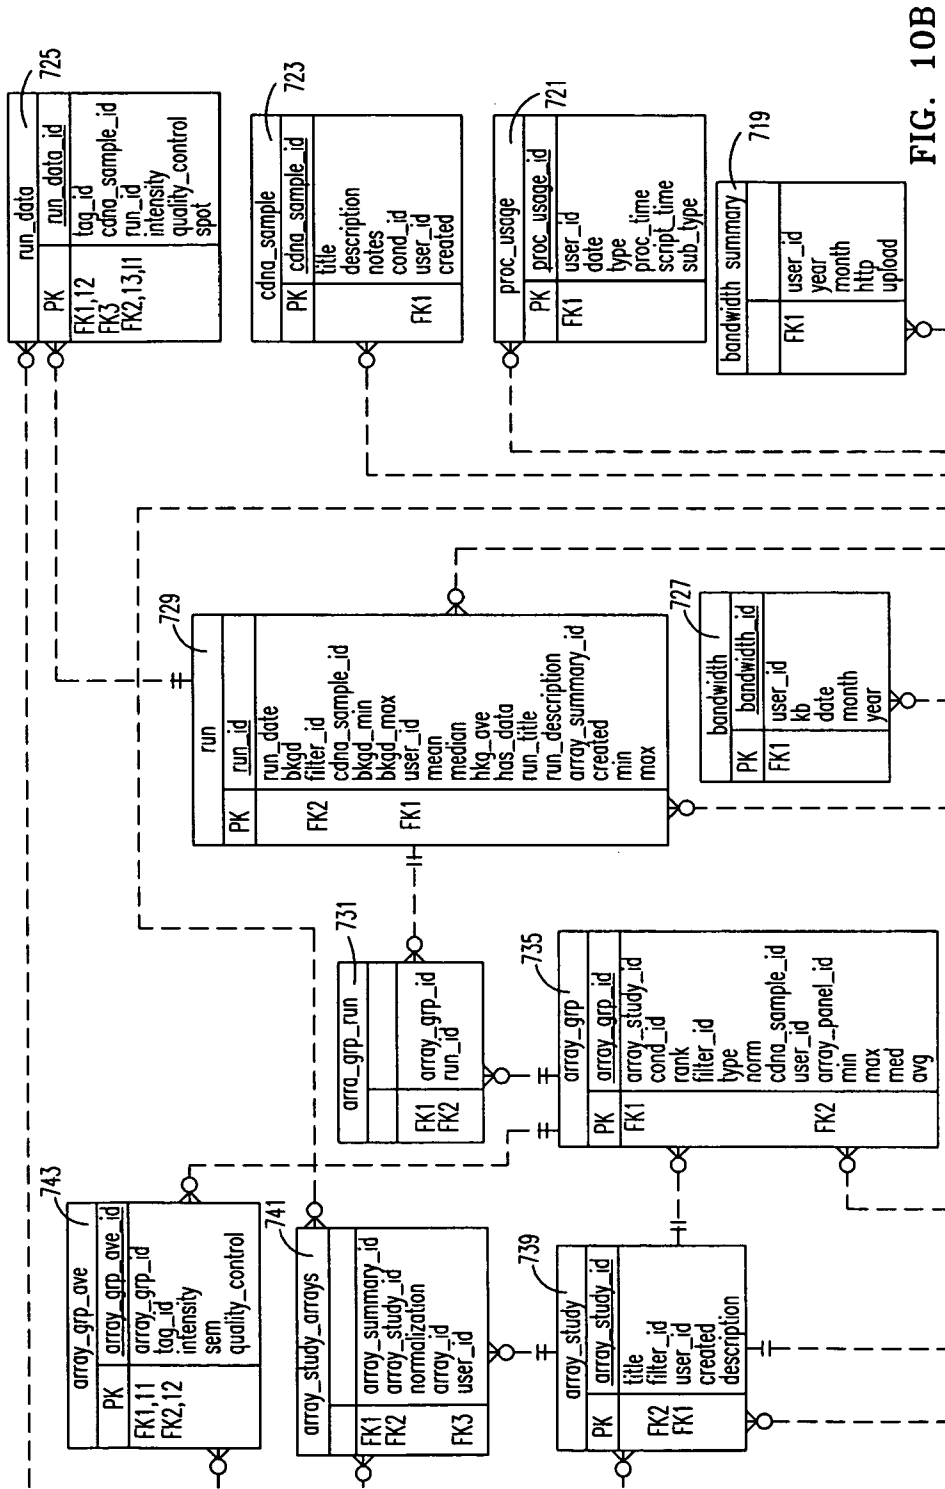 FIG. 10B
array_grp_ave
743
PK
array_grp_ave_id
FK1,11
FK2,12
array_grp_id
tag_id
intensity
sem
quality_control
array_study_arrays
741
FK1
FK2
FK3
array_summary_id
array_study_id
normalization
array_id
user_id
array_study
739
PK
array_study_id
FK2
FK1
title
filter_id
user_id
created
description
arra_grp_run
731
FK1
FK2
array_grp_id
run_id
array_grp
735
PK
array_grp_id
FK1
FK2
array_study_id
cond_id
rank
filter_id
type
norm
cdna_sample_id
user_id
array_panel_id
min
max
med
avg
run
729
PK
run_id
FK2
FK1
run_date
bkgd
filter_id
cdna_sample_id
bkgd_min
bkgd_max
user_id
mean
median
hkg_ave
has_data
run_title
run_description
array_summary_id
created
min
max
bandwidth
727
PK
bandwidth_id
FK1
user_id
kb
date
month
year
run_data
725
PK
run_data_id
FK1,12
FK3
FK2,13,I1
tag_id
cdna_sample_id
run_id
intensity
quality_control
spot
cdna_sample
723
PK
cdna_sample_id
FK1
title
description
notes
cond_id
user_id
created
proc_usage
721
PK
proc_usage_id
FK1
user_id
date
type
proc_time
script_time
sub_type
bandwidth summary
719
FK1
user_id
year
month
http
upload